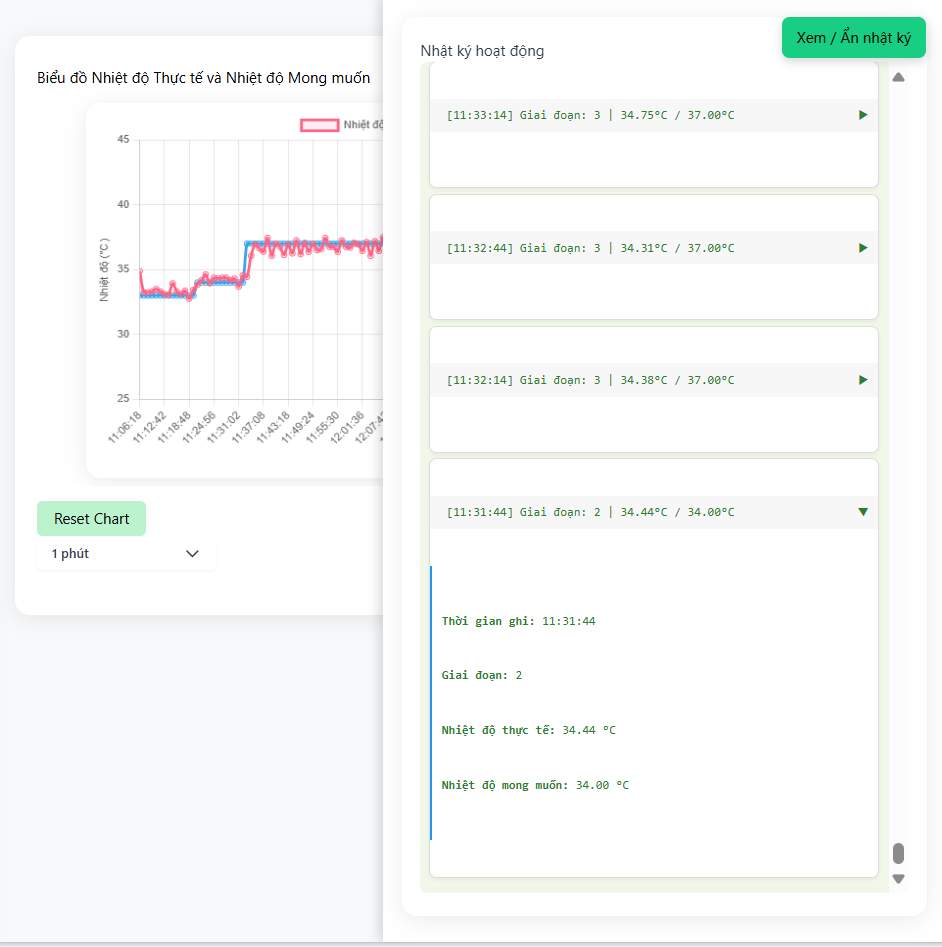 Biểu đồ Nhiệt độ Thực tế và Nhiệt độ Mong muốn
Nhiệt độ
45
40
35
30
25
Nhiệt độ (°C)
11:06:18
11:12:42
11:18:48
11:24:56
11:31:02
11:37:08
11:43:18
11:49:24
11:55:30
12:01:36
Reset Chart
1 phút
Xem / Ẩn nhật ký
Nhật ký hoạt động
[11:33:14] Giai đoạn: 3 | 34.75°C / 37.00°C
[11:32:44] Giai đoạn: 3 | 34.31°C / 37.00°C
[11:32:14] Giai đoạn: 3 | 34.38°C / 37.00°C
[11:31:44] Giai đoạn: 2 | 34.44°C / 34.00°C
Thời gian ghi: 11:31:44
Giai đoạn: 2
Nhiệt độ thực tế: 34.44 °C
Nhiệt độ mong muốn: 34.00 °C